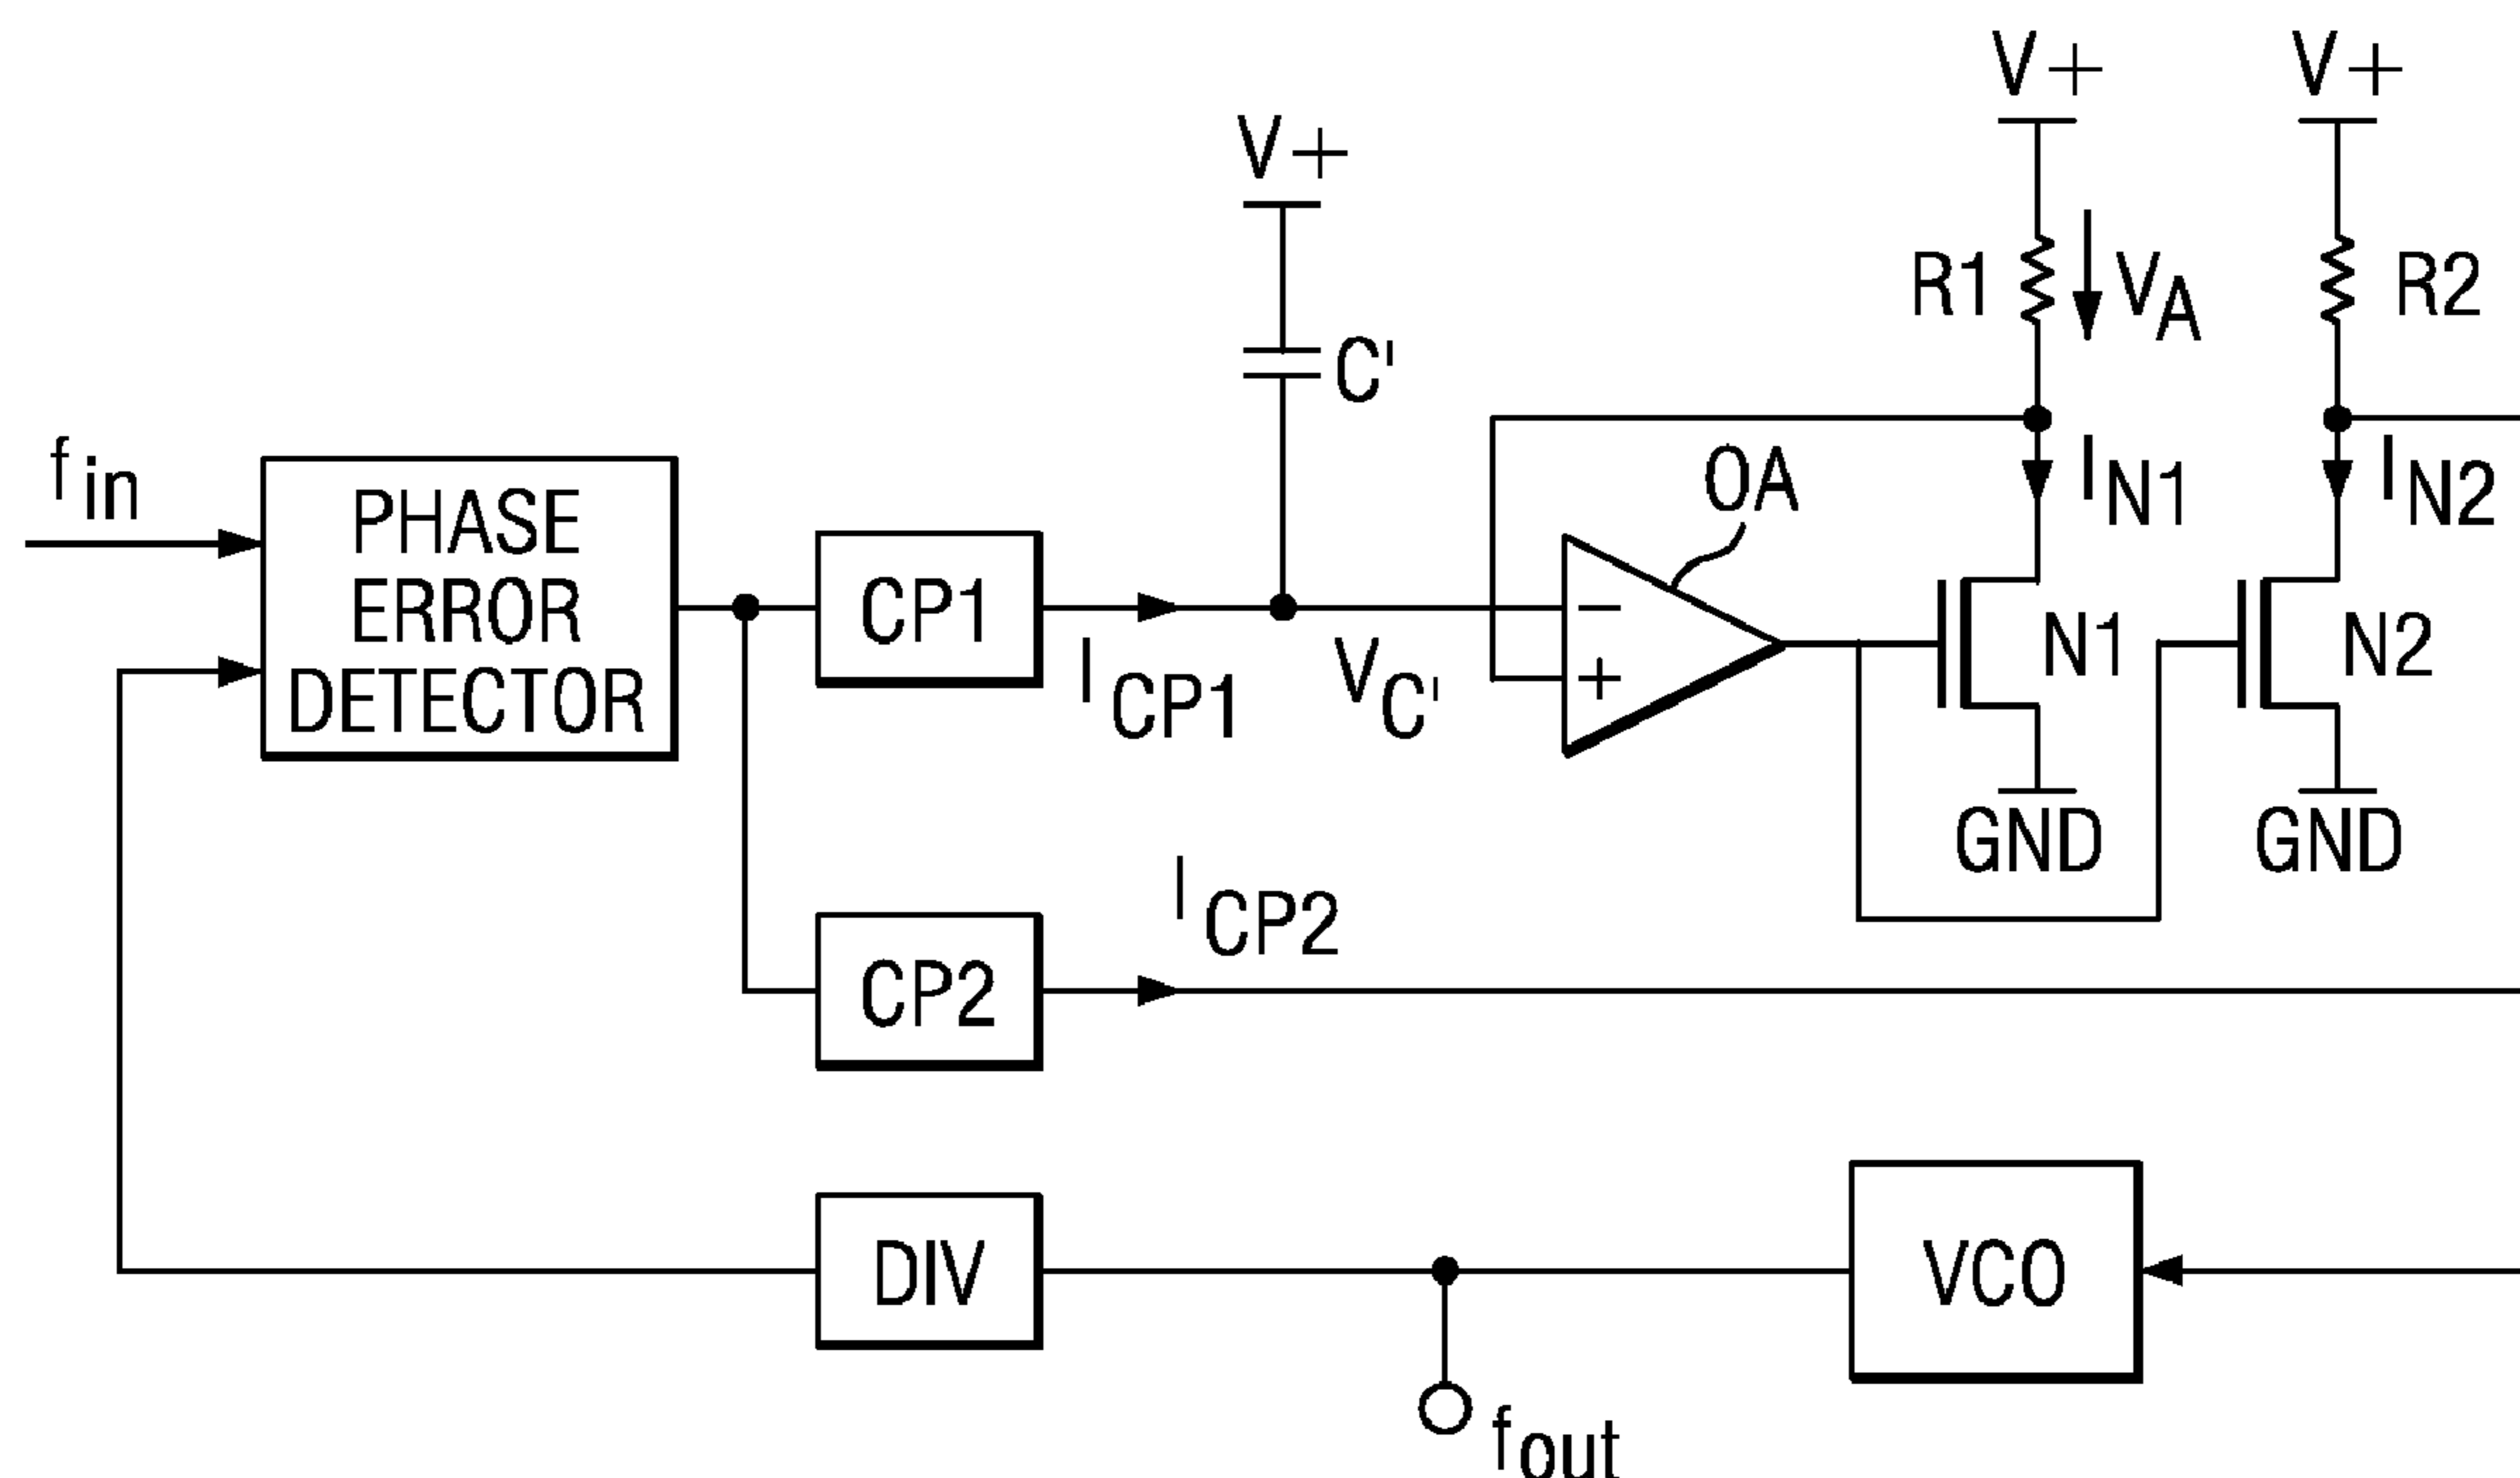 V+
V+
V+
R1
VA
R2
C'
fin
PHASE
ERROR
DETECTOR
OA
IN1
IN2
CP1
−
+
N1
N2
ICP1
VC'
GND
GND
ICP2
CP2
DIV
VCO
fout